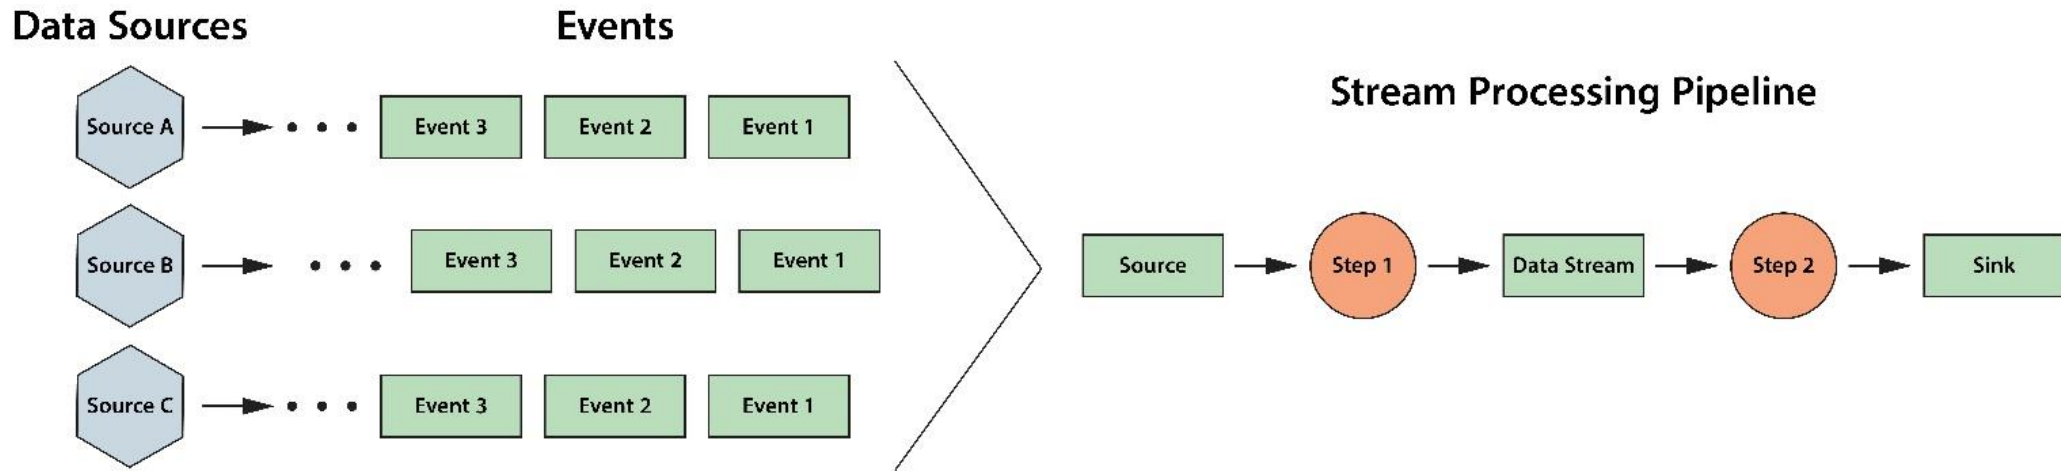 Data Sources
Events
Stream Processing Pipeline
Source A
Event 3
Event 2
Event 1
Source B
Event 3
Event 2
Event 1
Source C
Event 3
Event 2
Event 1
Source
Step 1
Data Stream
Step 2
Sink